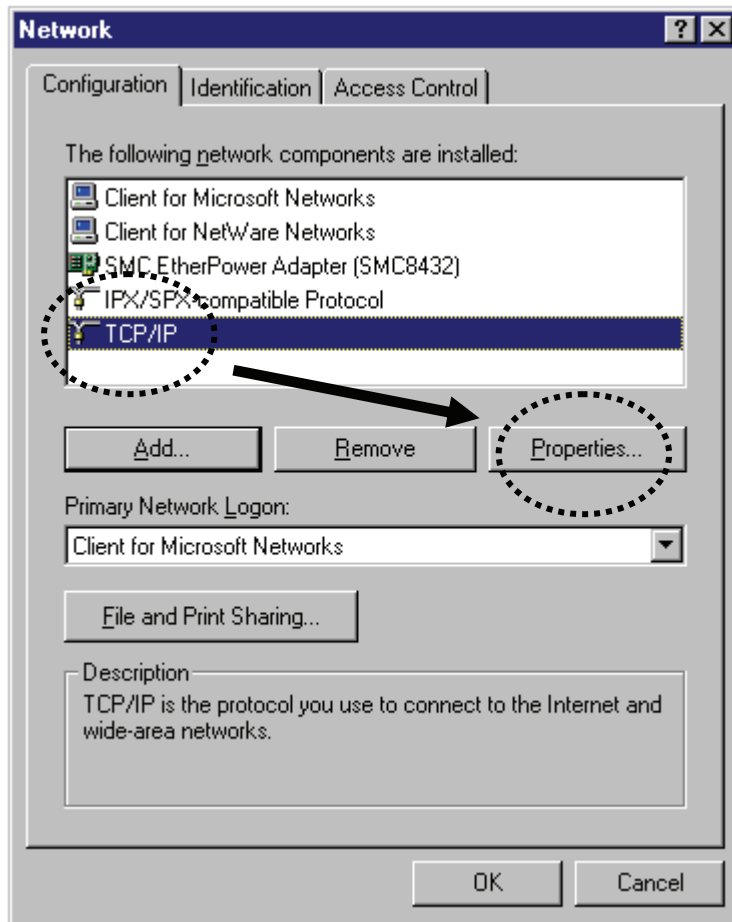 Network
Configuration Identification Access Control
The following network components are installed:
Client for Microsoft Networks
Client for NetWare Networks
SMC EtherPower Adapter (SMC8432)
IPX/SPX-compatible Protocol
TCP/IP
Add... Remove Properties...
Primary Network Logon:
Client for Microsoft Networks
File and Print Sharing...
Description
TCP/IP is the protocol you use to connect to the Internet and
wide-area networks.
OK Cancel